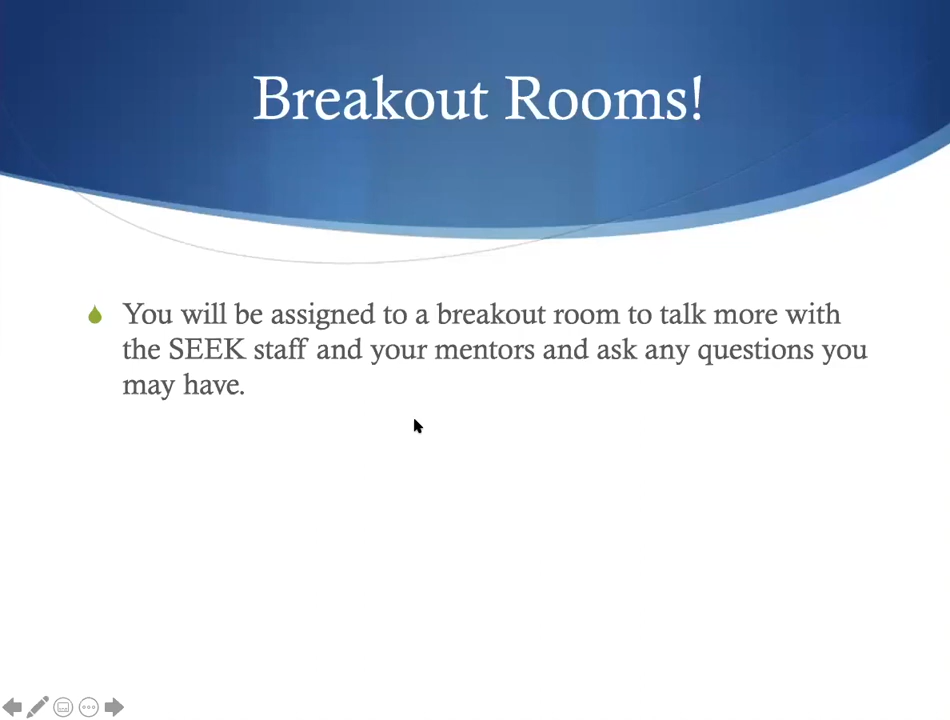 Breakout Rooms!
You will be assigned to a breakout room to talk more with
the SEEK staff and your mentors and ask any questions you
may have.